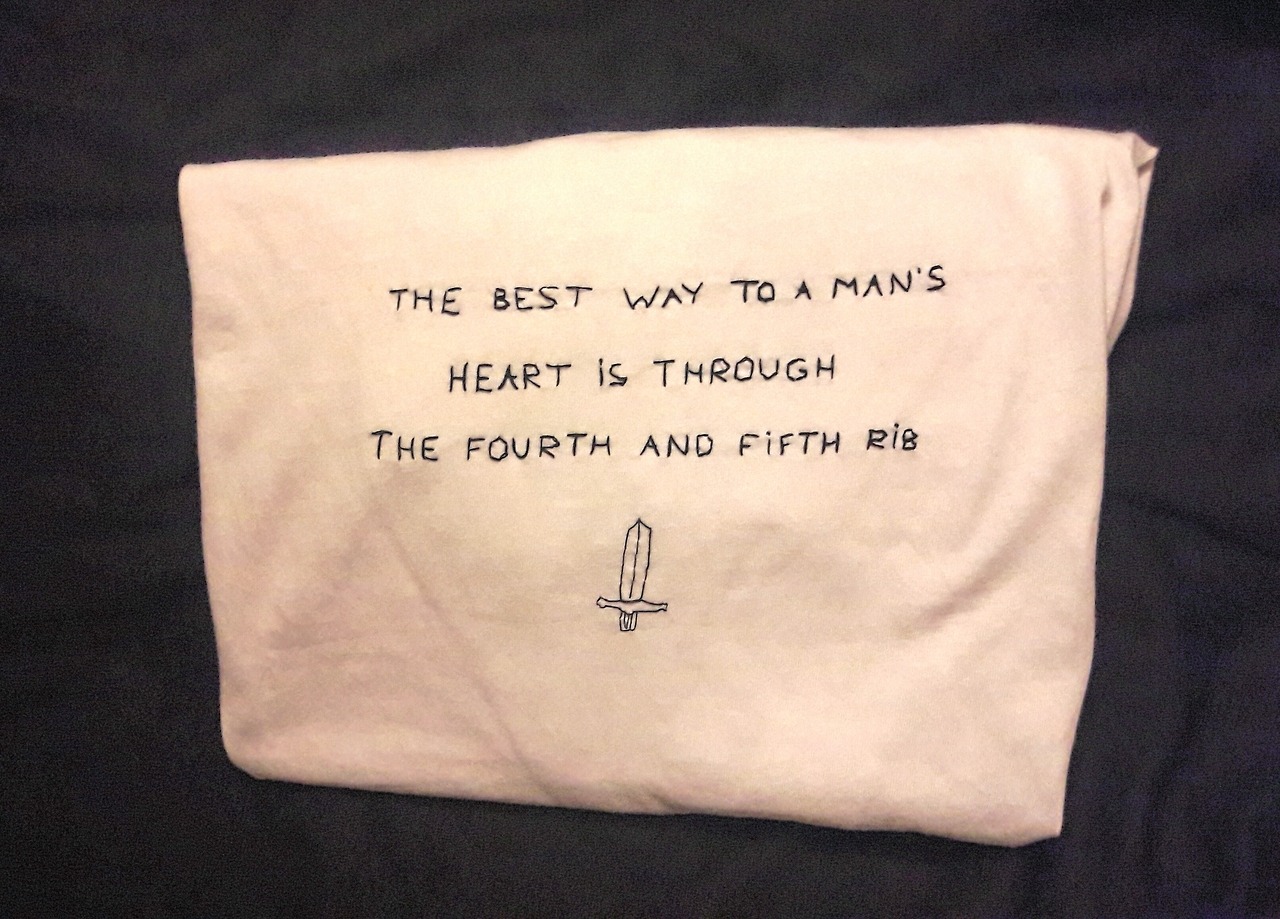 THE BEST WAY TO A MAN'S
HEART iS THROUGH
THE FOURTH AND FiFTH RiB